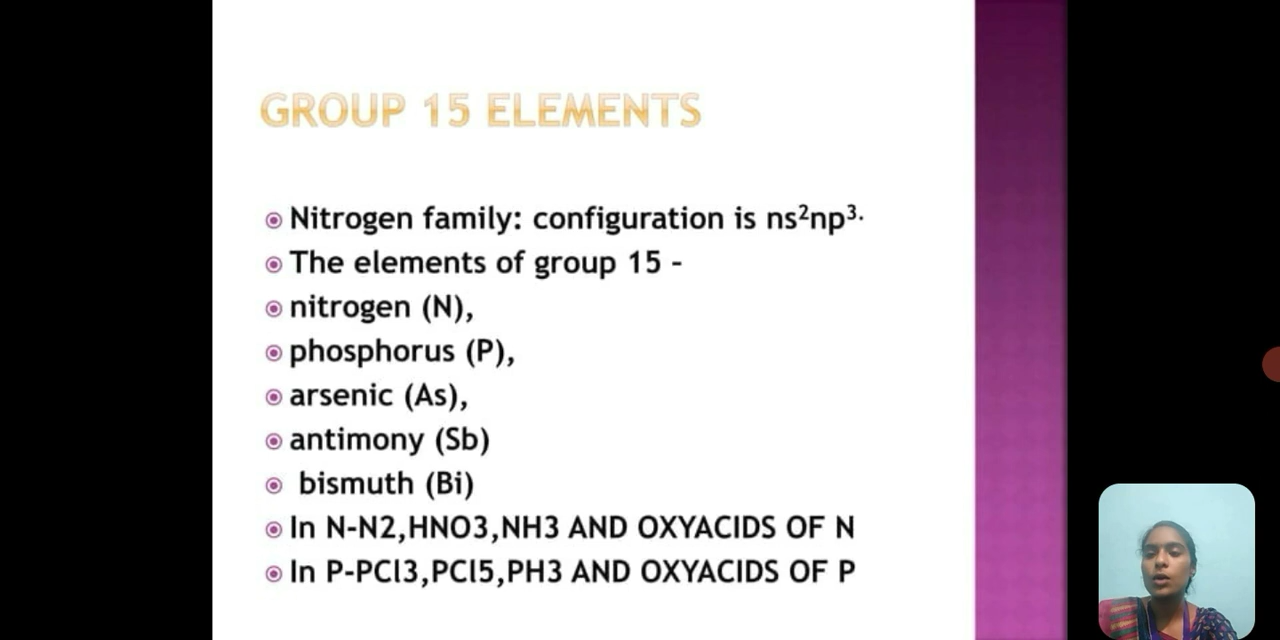 GROUP 15 ELEMENTS
Nitrogen family: configuration is ns²np³·
The elements of group 15 -
nitrogen (N),
phosphorus (P),
arsenic (As),
antimony (Sb)
bismuth (Bi)
In N-N2,HNO3,NH3 AND OXYACIDS OF N
In P-PCl3,PCl5,PH3 AND OXYACIDS OF P